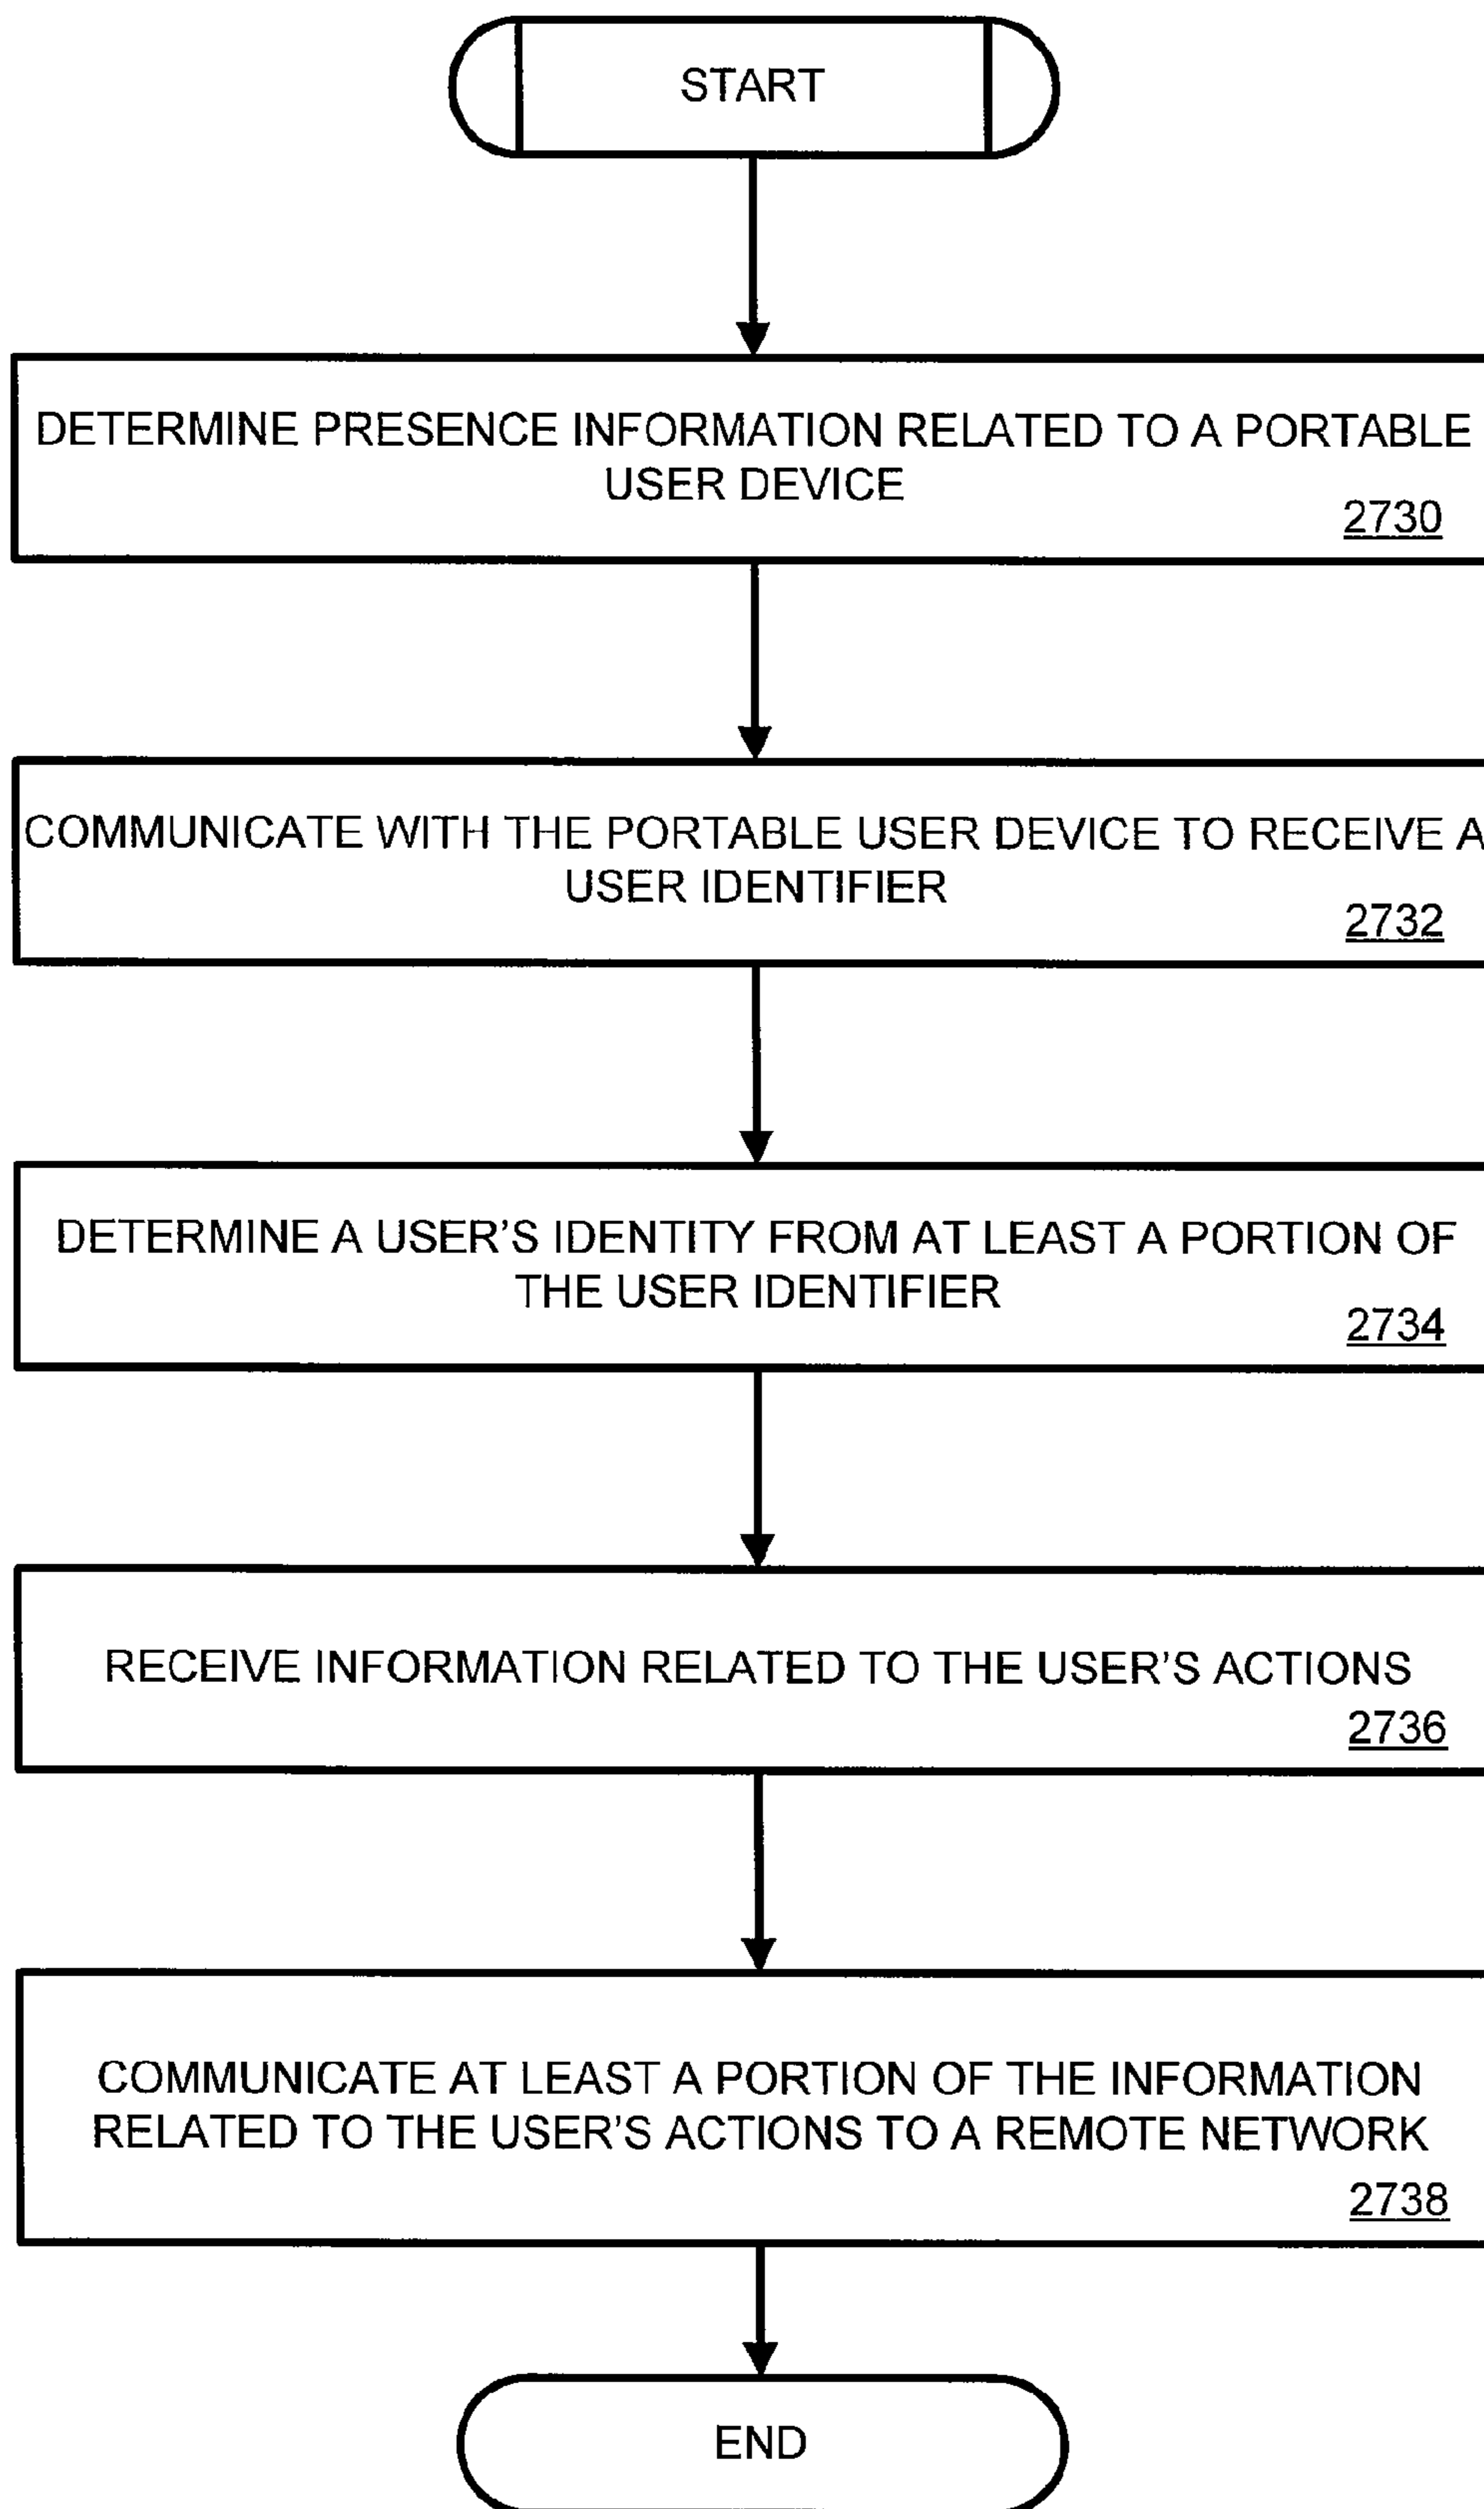 START
DETERMINE PRESENCE INFORMATION RELATED TO A PORTABLE
USER DEVICE
2730
COMMUNICATE WITH THE PORTABLE USER DEVICE TO RECEIVE A
USER IDENTIFIER
2732
DETERMINE A USER'S IDENTITY FROM AT LEAST A PORTION OF
THE USER IDENTIFIER
2734
RECEIVE INFORMATION RELATED TO THE USER'S ACTIONS
2736
COMMUNICATE AT LEAST A PORTION OF THE INFORMATION
RELATED TO THE USER'S ACTIONS TO A REMOTE NETWORK
2738
END